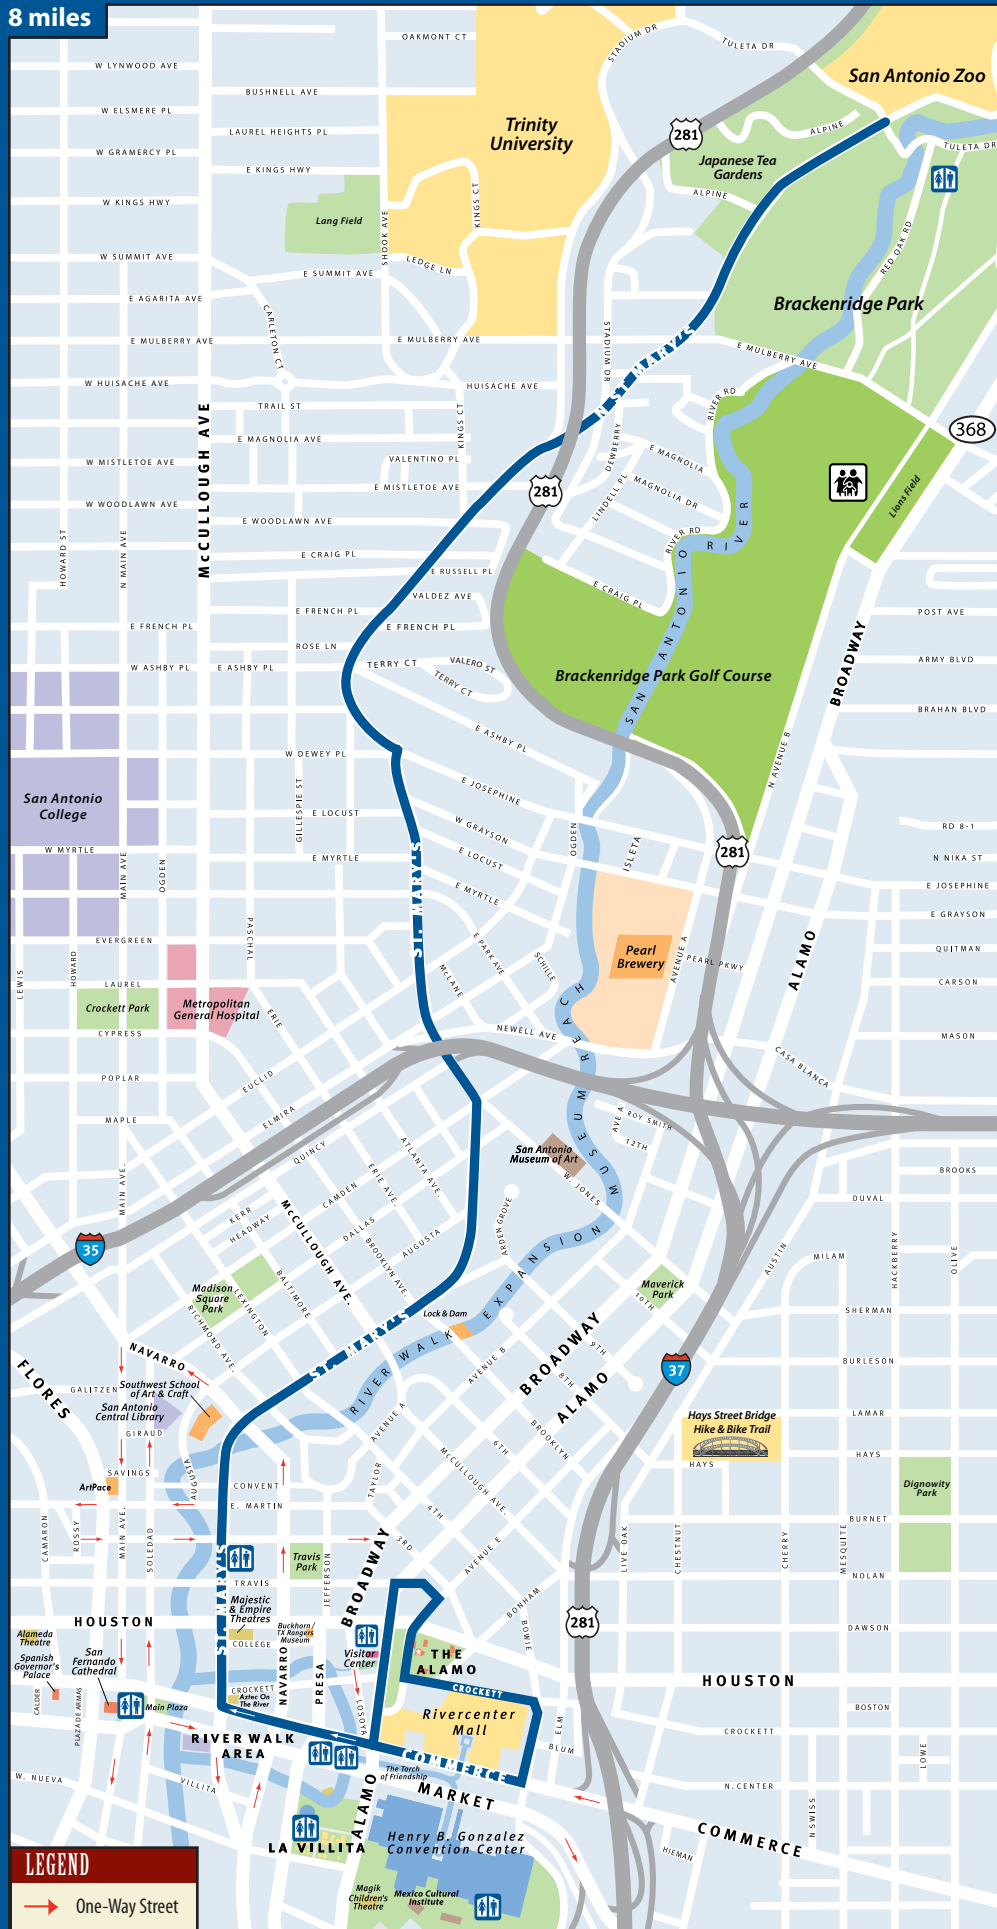 8 miles
OAKMONT CT
STADIUM DR
TULETA DR
W LYNWOOD AVE
San Antonio Zoo
BUSHNELL AVE
W ELSMERE PL
Trinity
University
LAUREL HEIGHTS PL
281
ALPINE
TULETA DR
W GRAMERCY PL
Japanese Tea
Gardens
E KINGS HWY
ALPINE
W KINGS HWY
KINGS CT
Lang Field
SHOOK AVE
RED OAK RD
W SUMMIT AVE
LEDGE LN
E SUMMIT AVE
E AGARITA AVE
Brackenridge Park
CARLETON CT
E MULBERRY AVE
E MULBERRY AVE
STADIUM DR
N ST. MARY'S
E MULBERRY AVE
W HUISACHE AVE
HUISACHE AVE
RIVER RD
TRAIL ST
KINGS CT
McCULLOUGH AVE
368
E MAGNOLIA AVE
DEWBERRY
E MAGNOLIA
W MISTLETOE AVE
VALENTINO PL
E MISTLETOE AVE
281
LINDELL PL
MAGNOLIA DR
Lions Field
W WOODLAWN AVE
E WOODLAWN AVE
RIVER RD
SAN ANTONIO RIVER
HOWARD ST
N MAIN AVE
E CRAIG PL
E RUSSELL PL
E CRAIG PL
VALDEZ AVE
E FRENCH PL
POST AVE
E FRENCH PL
E FRENCH PL
ROSE LN
BROADWAY
W ASHBY PL
E ASHBY PL
TERRY CT
VALERO ST
TERRY CT
ARMY BLVD
Brackenridge Park Golf Course
BRAHAN BLVD
E ASHBY PL
W DEWEY PL
N AVENUE B
San Antonio
College
GILLESPIE ST
E JOSEPHINE
E LOCUST
W GRAYSON
OGDEN
ISLETA
RD 8-1
281
W MYRTLE
MAIN AVE
OGDEN
E MYRTLE
ST. MARY'S
E LOCUST
N NIKA ST
E MYRTLE
E JOSEPHINE
E GRAYSON
EVERGREEN
PASCHAL
E PARK AVE
SCHILLE
Pearl
Brewery
AVENUE A
PEARL PKWY
ALAMO
QUITMAN
LEWIS
HOWARD
LAUREL
McLANE
CARSON
Crockett Park
Metropolitan
General Hospital
ERIE
CYPRESS
NEWELL AVE
MASON
CASA BLANCA
POPLAR
EUCLID
MUSEUM REACH
MAPLE
ELMIRA
AVE A
ROY SMITH
12TH
QUINCY
ATLANTA AVE.
San Antonio
Museum of Art
BROOKS
MAIN AVE.
ERIE AVE.
W. JONES
DUVAL
CAMDEN
KERR
HEADWAY
McCULLOUGH AVE.
DALLAS
AUGUSTA
ARDEN GROVE
35
BROOKLYN AVE.
AUSTIN
MILAM
HACKBERRY
OLIVE
BALTIMORE
Madison
Square
Park
LEXINGTON
RICHMOND AVE.
RIVER WALK EXPANSION
Lock & Dam
Maverick
Park
10TH
SHERMAN
ST. MARY'S
NAVARRO
AVENUE B
BROADWAY
9TH
37
BURLESON
FLORES
GALITZEN
Southwest School
of Art & Craft
San Antonio
Central Library
8TH
ALAMO
GIRAUD
AVENUE A
BROOKLYN
LAMAR
Hays Street Bridge
Hike & Bike Trail
6TH
McCULLOUGH AVE.
HAYS
HAYS
SAVINGS
AUGUSTA
CONVENT
TAYLOR
ArtPace
Dignowity
Park
E. MARTIN
4TH
BURNET
CAMARON
ROSSY
MAIN AVE.
SOLEDAD
3RD
AVENUE E
LIVE OAK
CHESTNUT
CHERRY
MESQUITE
ST. MARY'S
Travis
Park
JEFFERSON
BROADWAY
NOLAN
TRAVIS
BONHAM
Majestic
& Empire
Theatres
HOUSTON
BOWIE
281
DAWSON
Alameda
Theatre
Buckhorn/
TX Rangers
Museum
COLLEGE
Visitor
Center
THE
ALAMO
Spanish
Governor's
Palace
San
Fernando
Cathedral
HOUSTON
NAVARRO
PRESA
CROCKETT
CROCKETT
CALDER
PLAZA DE ARMAS
Main Plaza
Aztec On
The River
LOSOYA
Rivercenter
Mall
BOSTON
ELM
CROCKETT
RIVER WALK
AREA
BLUM
LOWE
COMMERCE
The Torch
of Friendship
W. NUEVA
VILLITA
MARKET
N.CENTER
ALAMO
N SWISS
COMMERCE
LA VILLITA
Henry B. Gonzalez
Convention Center
HIEMAN
LEGEND
One-Way Street
Magik
Children's
Theatre
Mexico Cultural
Institute